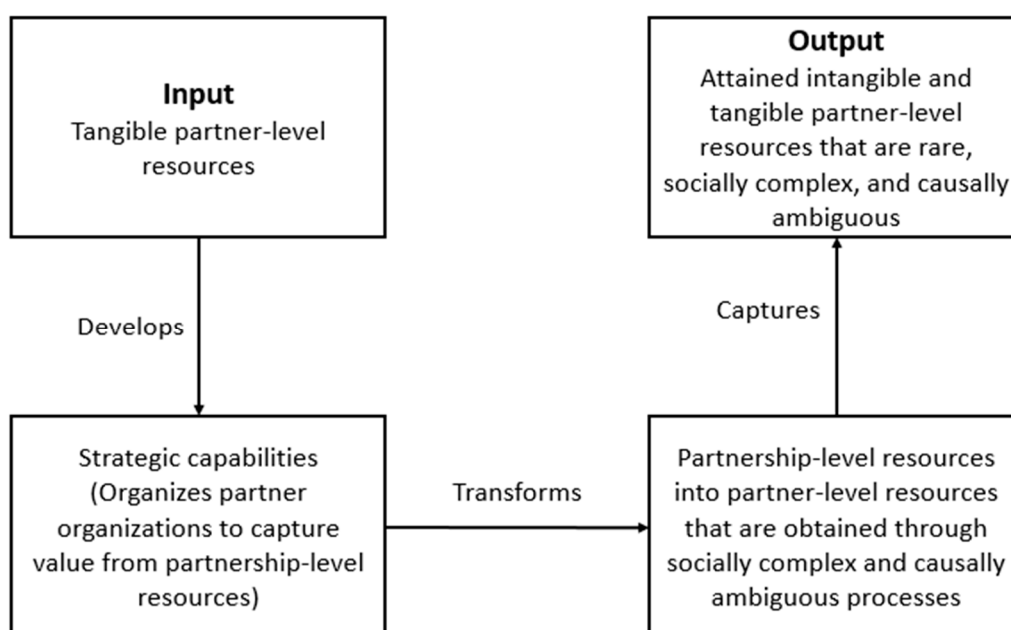 Input
Tangible partner-level
resources
Develops
Strategic capabilities
(Organizes partner
organizations to capture
value from partnership-level
resources)
Transforms
Partnership-level resources
into partner-level resources
that are obtained through
socially complex and causally
ambiguous processes
Captures
Output
Attained intangible and
tangible partner-level
resources that are rare,
socially complex, and causally
ambiguous